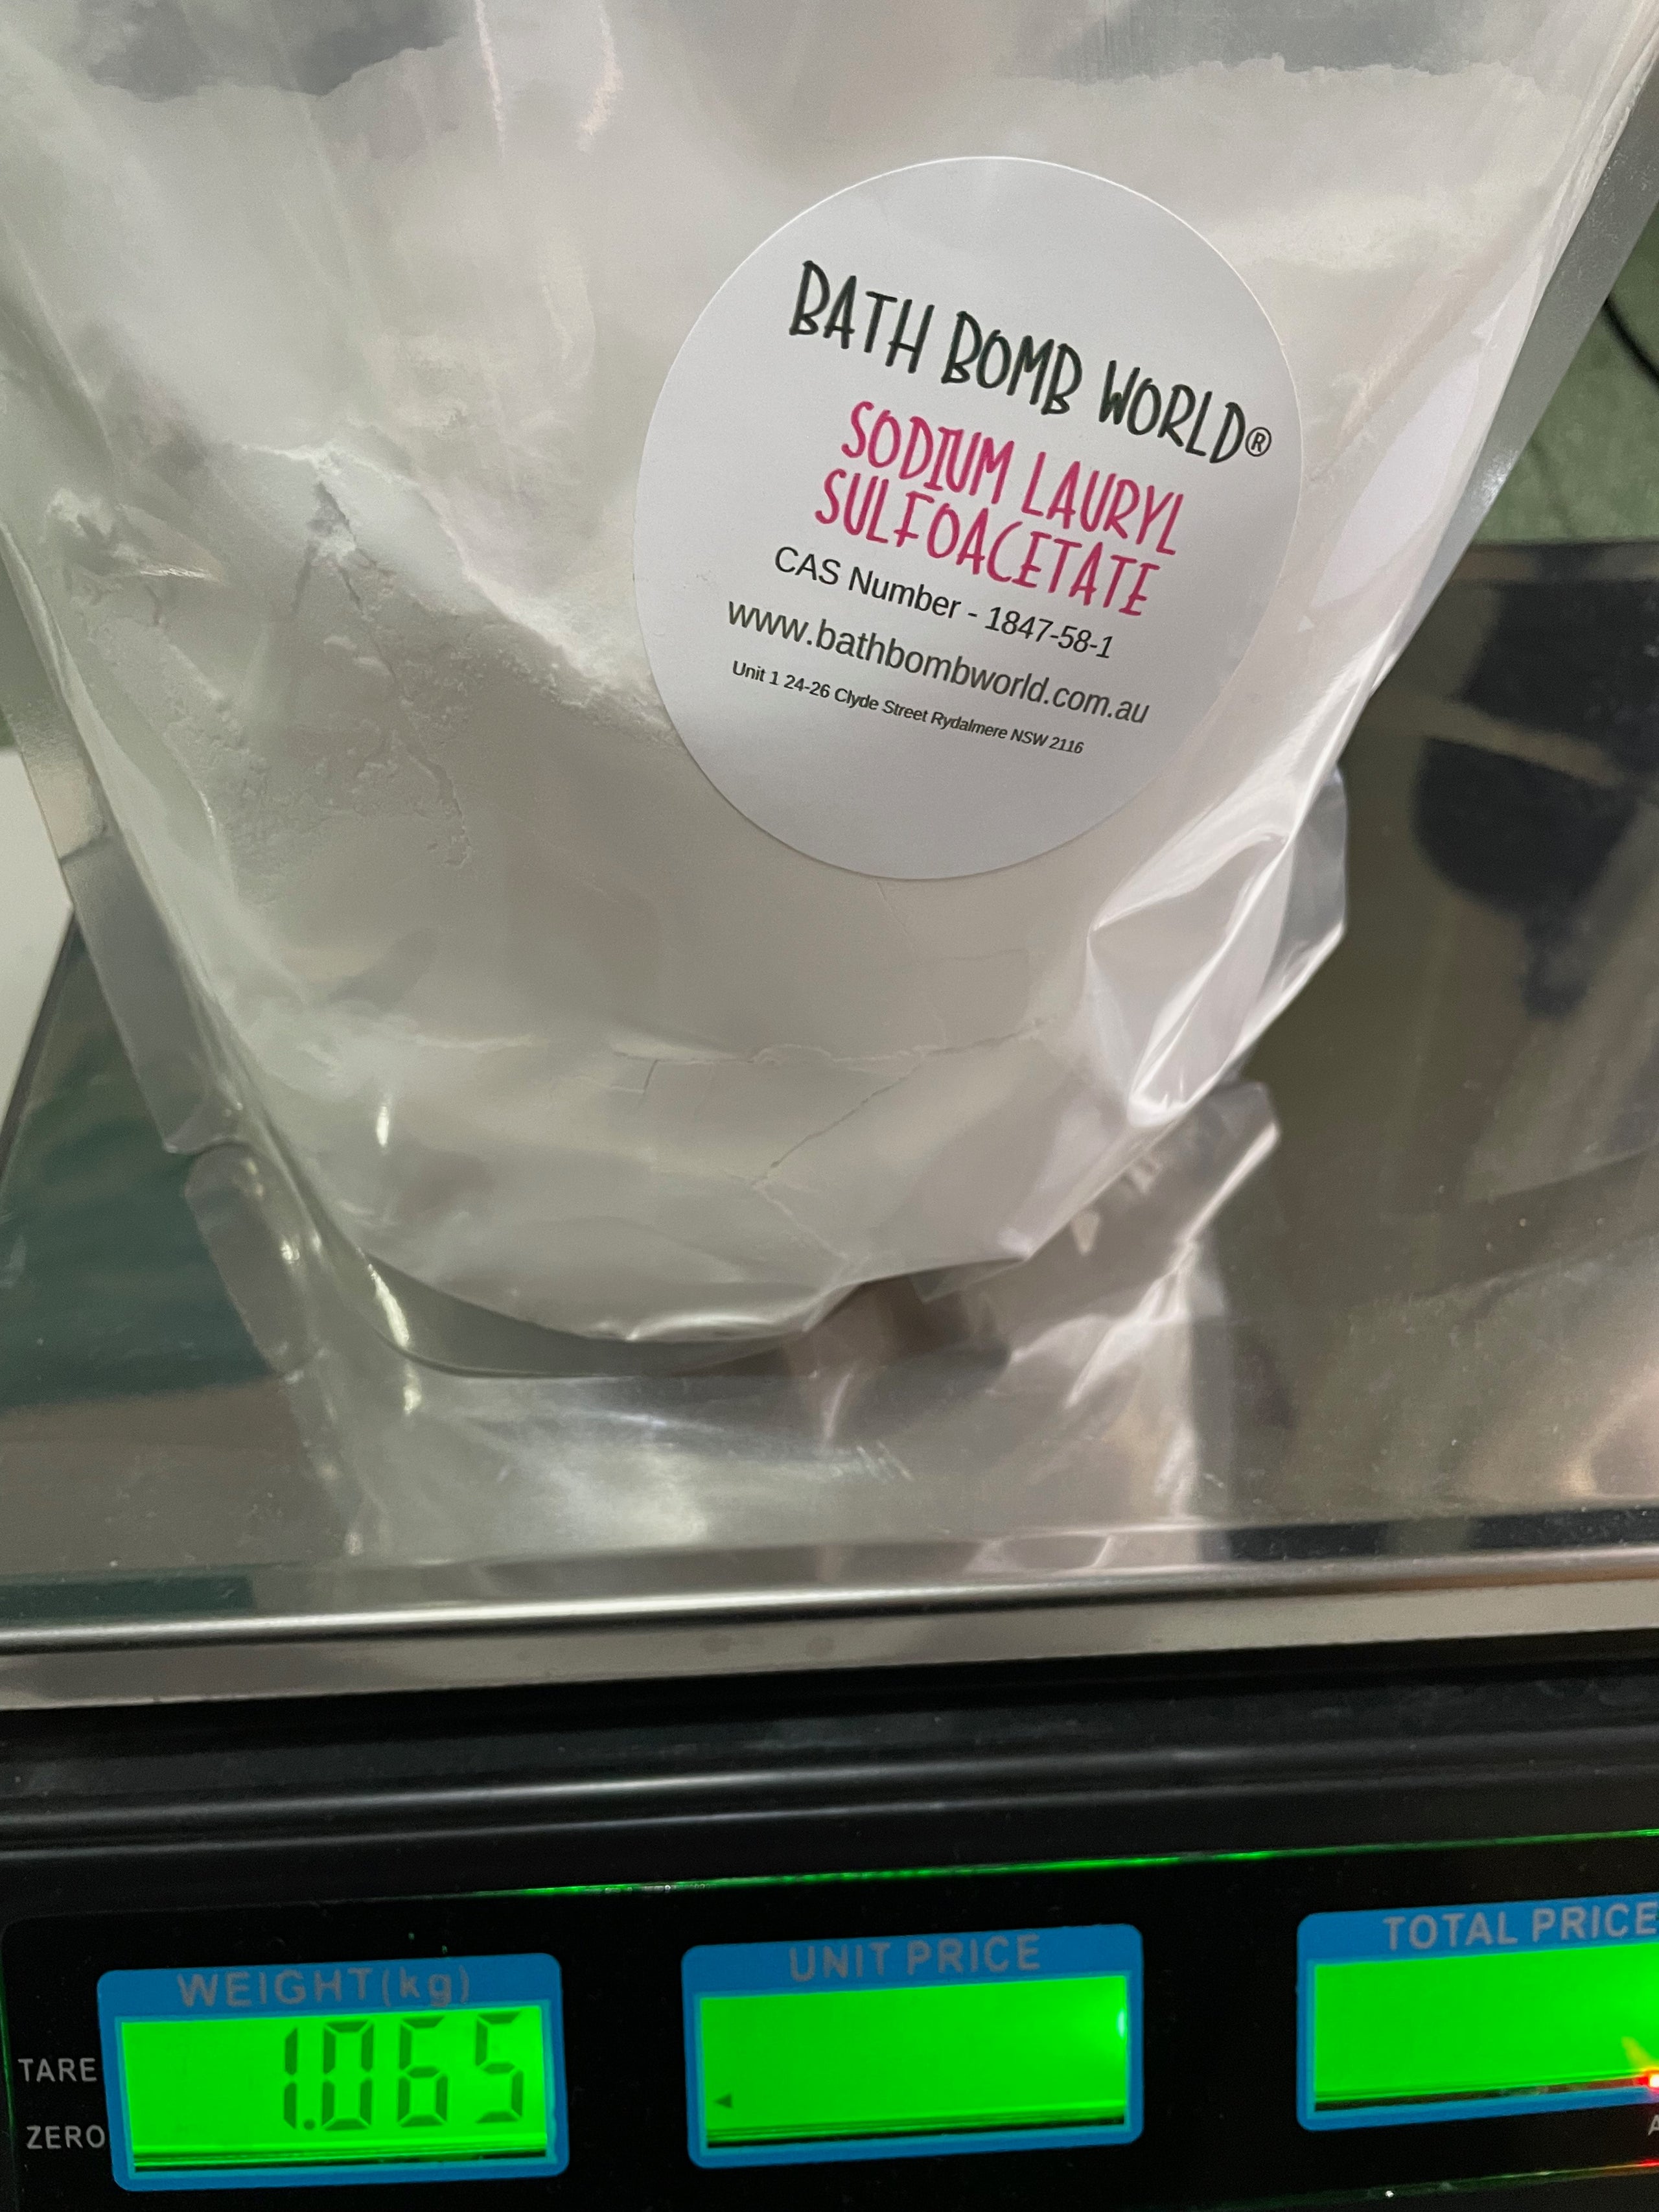 BATH BOMB WORLD®
SODIUM LAURYL
SULFOACETATE
CAS Number - 1847-58-1
www.bathbombworld.com.au
Unit 1 24-26 Clyde Street Rydalmere NSW 2116
WEIGHT(kg)
UNIT PRICE
TOTAL PRICE
1.065
TARE
ZERO